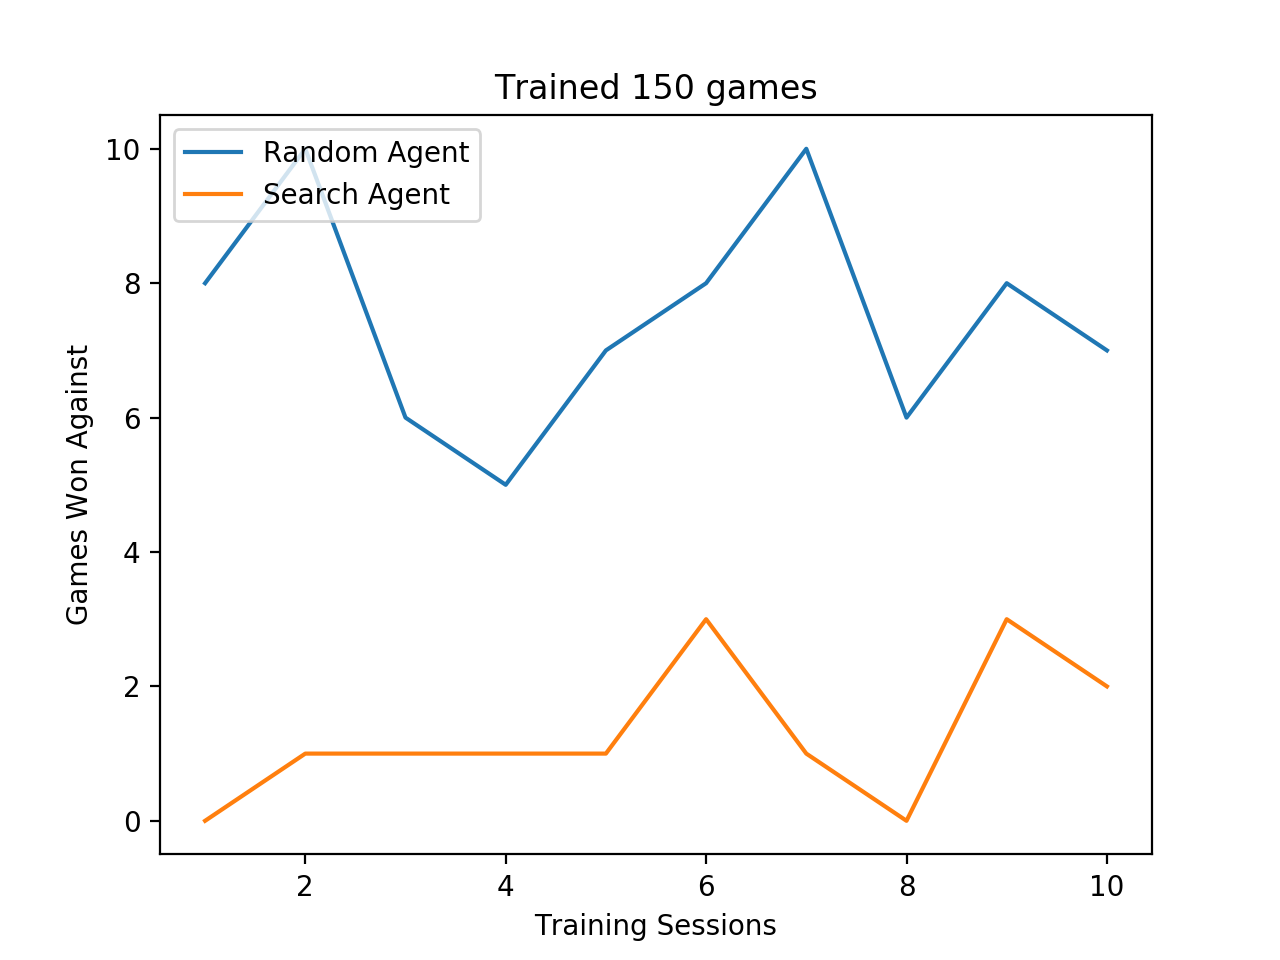 Trained 150 games
Random Agent
Search Agent
10
8
6
4
2
0
Games Won Against
2 4 6 8 10
Training Sessions